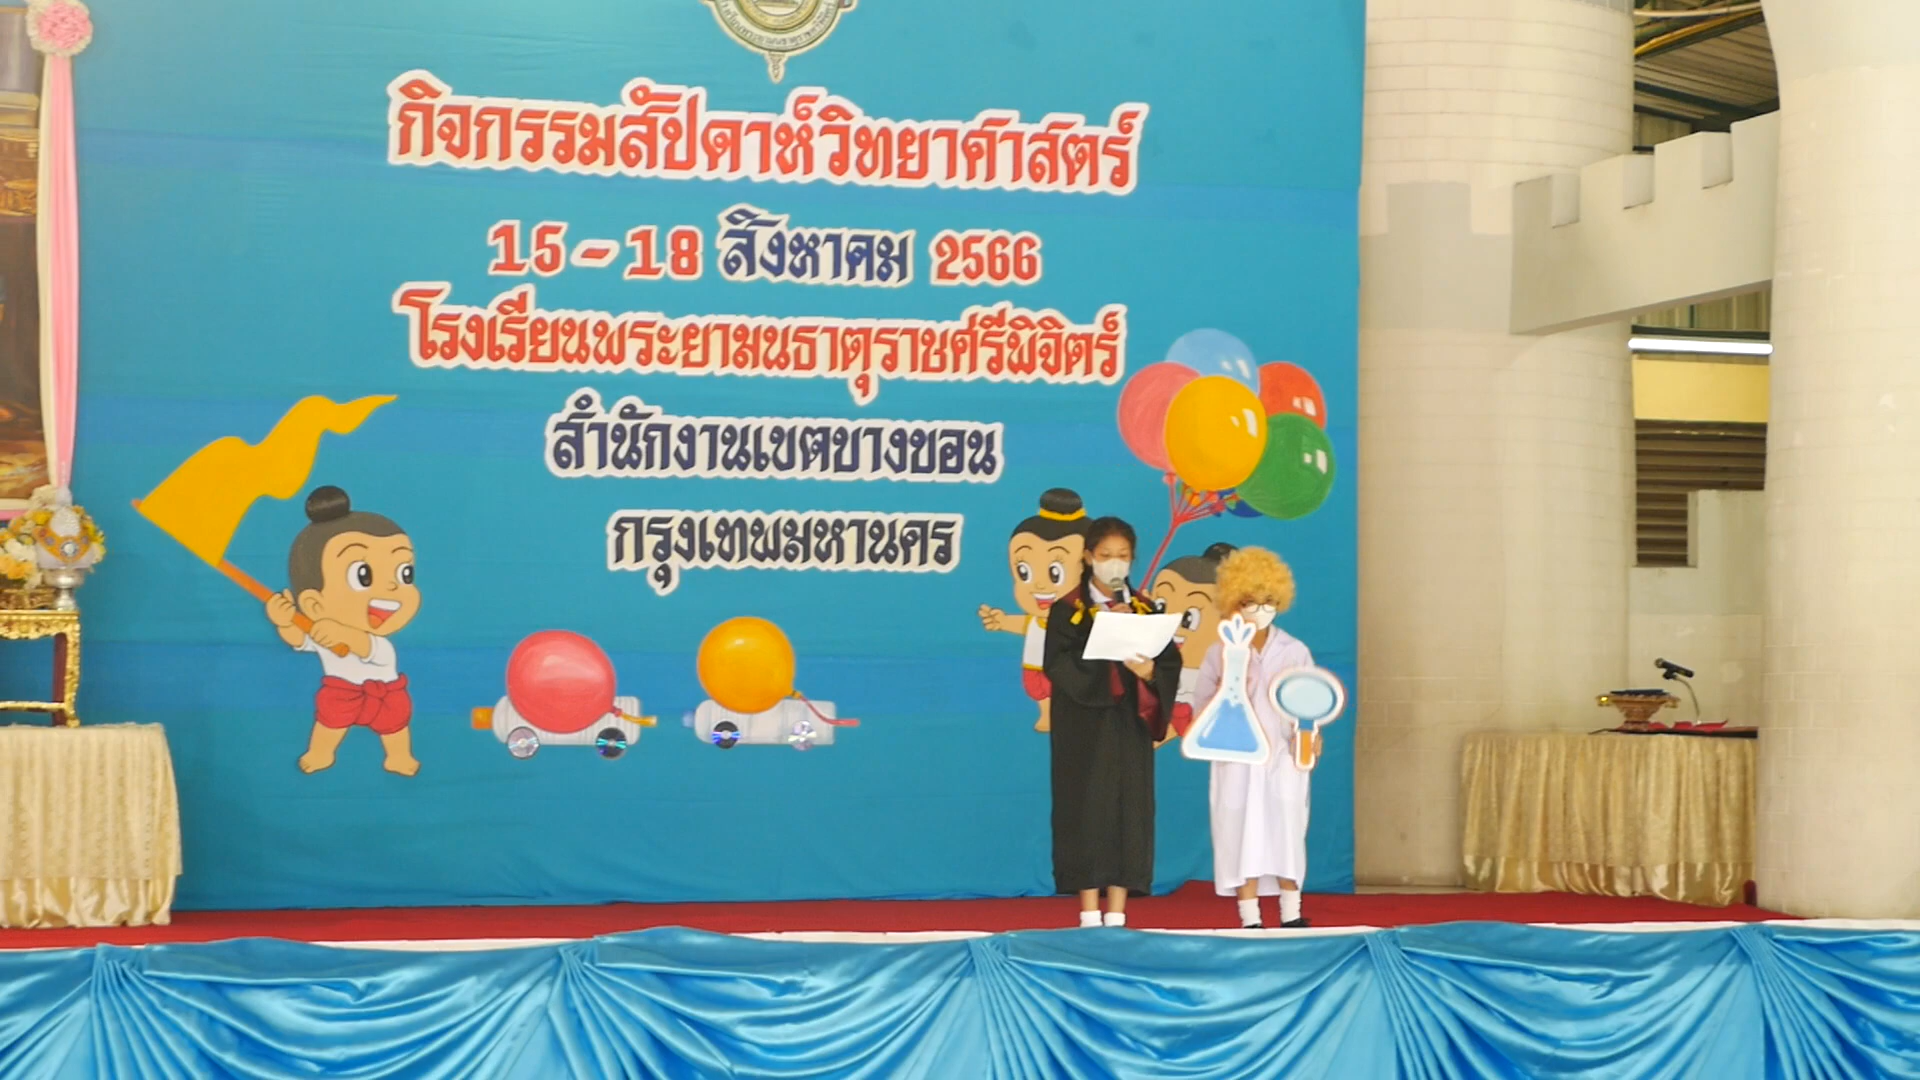 กิจกรรมสัปดาห์วิทยาศาสตร์
15 - 18 สิงหาคม 2566
โรงเรียนพระยามนธาตุราชศรีพิจิตร์
สำนักงานเขตบางบอน
กรุงเทพมหานคร